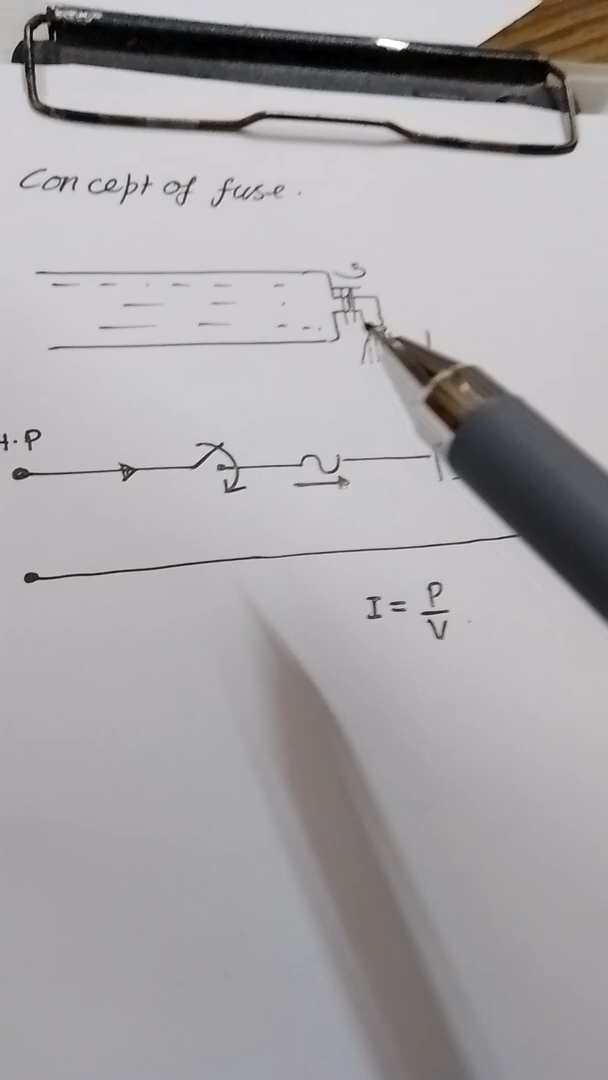 Concept of fuse.
+.P
I = P/V